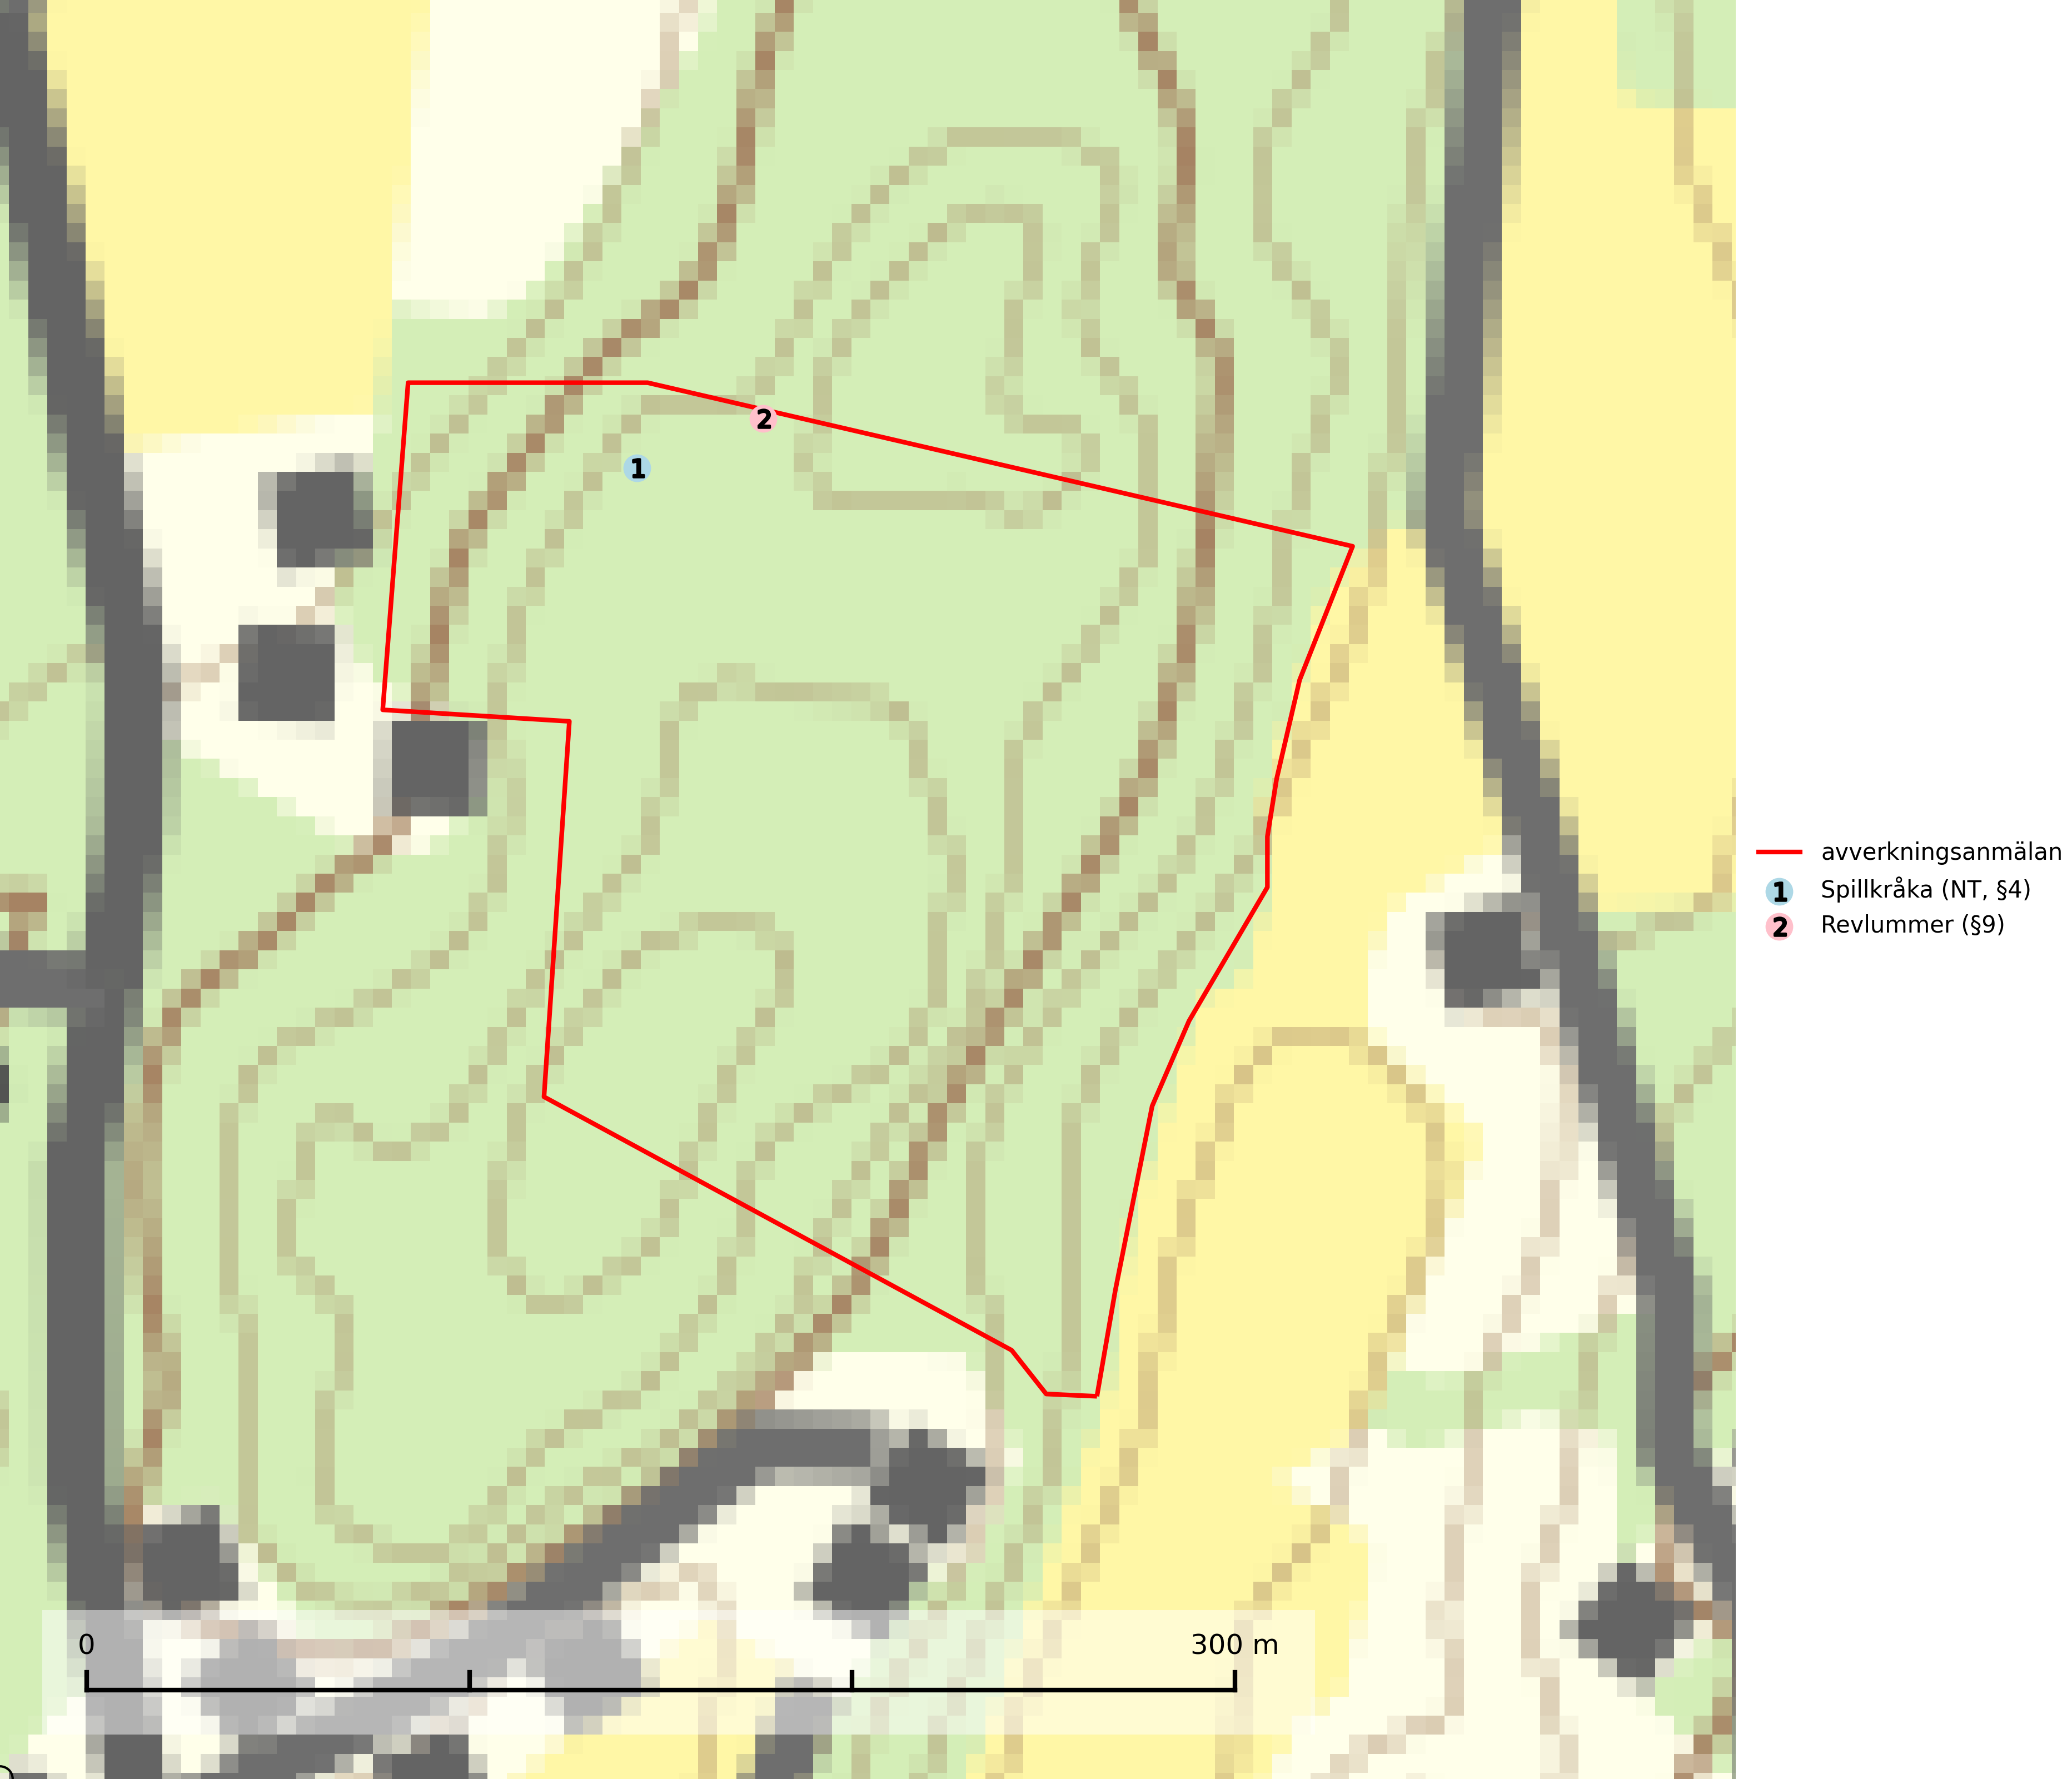 2
1
avverkningsanmälan
1 Spillkråka (NT, §4)
2 Revlummer (§9)
0 300 m